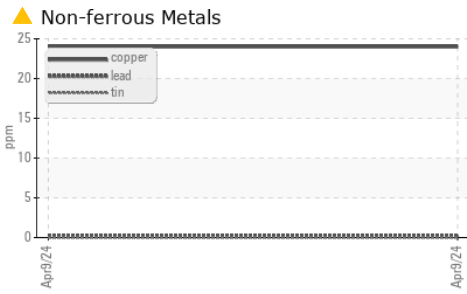 Non-ferrous Metals
25
20
15
10
5
0
ppm
copper
lead
tin
Apr9/24
Apr9/24